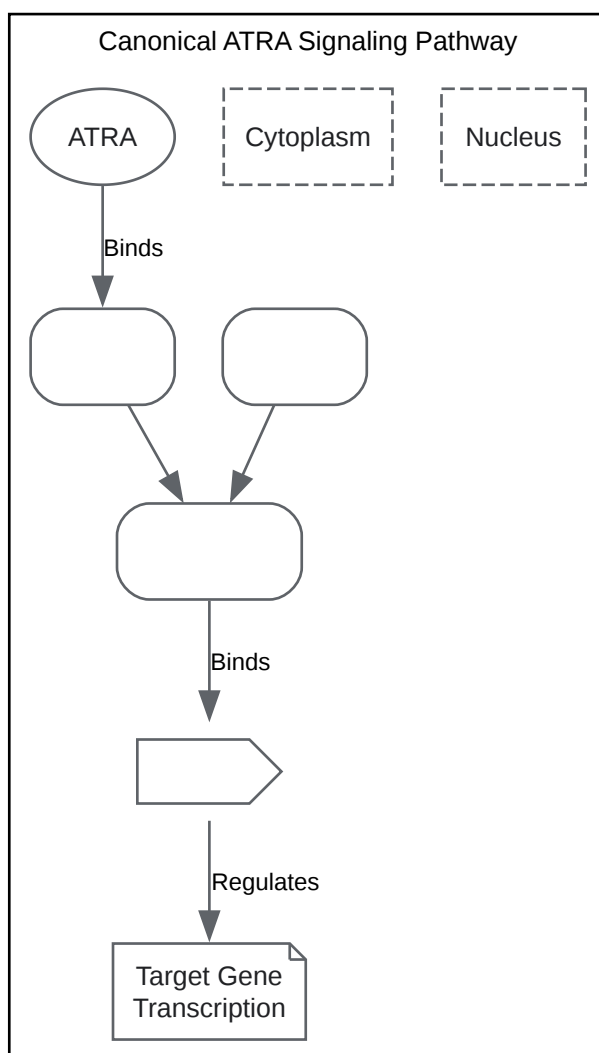 Canonical ATRA Signaling Pathway
ATRA
Cytoplasm
Nucleus
Binds
Binds
Regulates
Target Gene
Transcription